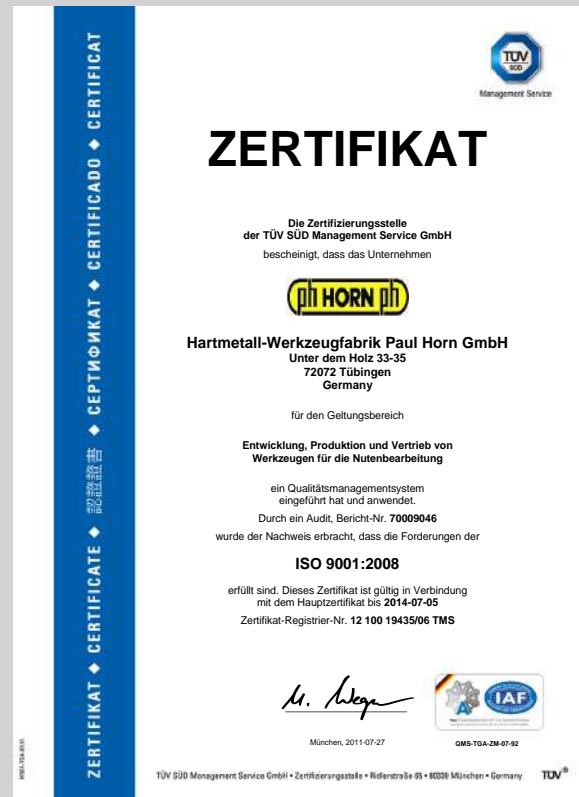 TÜV
SÜD
Management Service
ZERTIFIKAT
Die Zertifizierungsstelle
der TÜV SÜD Management Service GmbH
bescheinigt, dass das Unternehmen
ph HORN ph
Hartmetall-Werkzeugfabrik Paul Horn GmbH
Unter dem Holz 33-35
72072 Tübingen
Germany
für den Geltungsbereich
Entwicklung, Produktion und Vertrieb von
Werkzeugen für die Nutenbearbeitung
ein Qualitätsmanagementsystem
eingeführt hat und anwendet.
Durch ein Audit, Bericht-Nr. 70009046
wurde der Nachweis erbracht, dass die Forderungen der
ISO 9001:2008
erfüllt sind. Dieses Zertifikat ist gültig in Verbindung
mit dem Hauptzertifikat bis 2014-07-05
Zertifikat-Registrier-Nr. 12 100 19435/06 TMS
M. Wegner
IAF
München, 2011-07-27
QMS-TGA-ZM-07-92
TÜV SÜD Management Service GmbH • Zertifizierungsstelle • Ridlerstraße 65 • 80339 München • Germany
TÜV®
ZERTIFIKAT ◆ CERTIFICATE ◆ 認證證書 ◆ СЕРТИФИКАТ ◆ CERTIFICADO ◆ CERTIFICAT